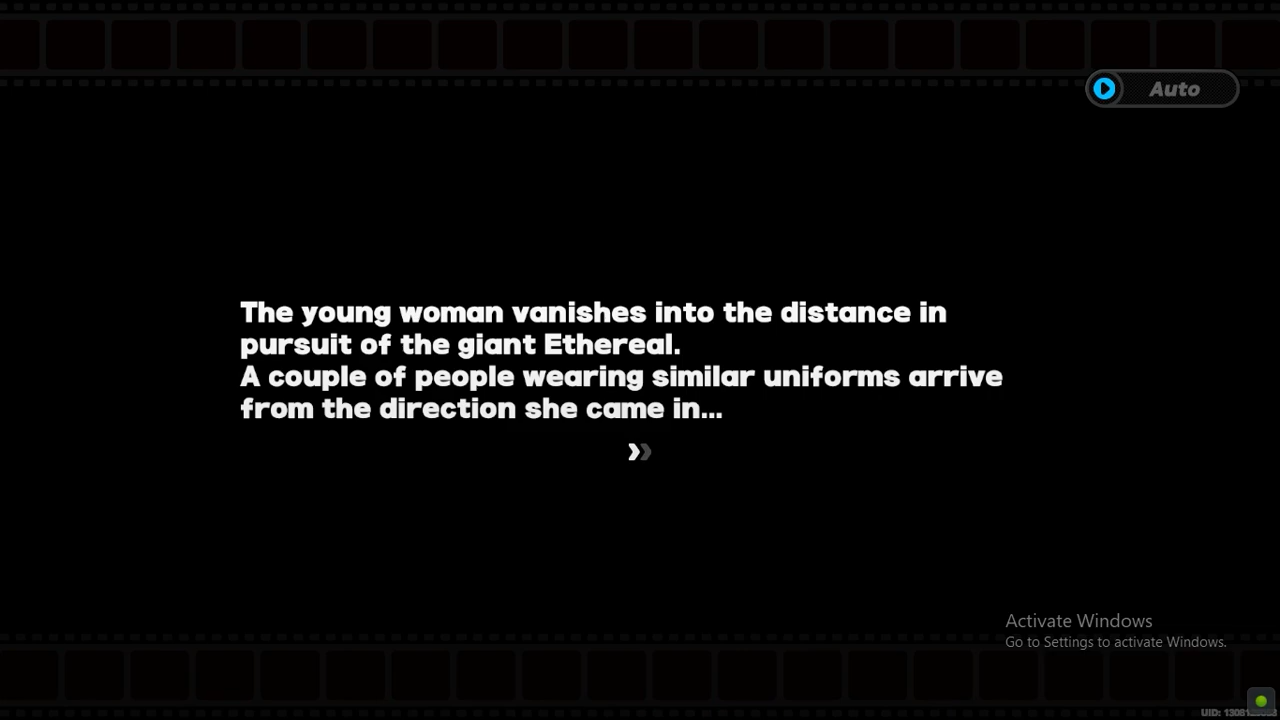 Auto
The young woman vanishes into the distance in
pursuit of the giant Ethereal.
A couple of people wearing similar uniforms arrive
from the direction she came in...
Activate Windows
Go to Settings to activate Windows.